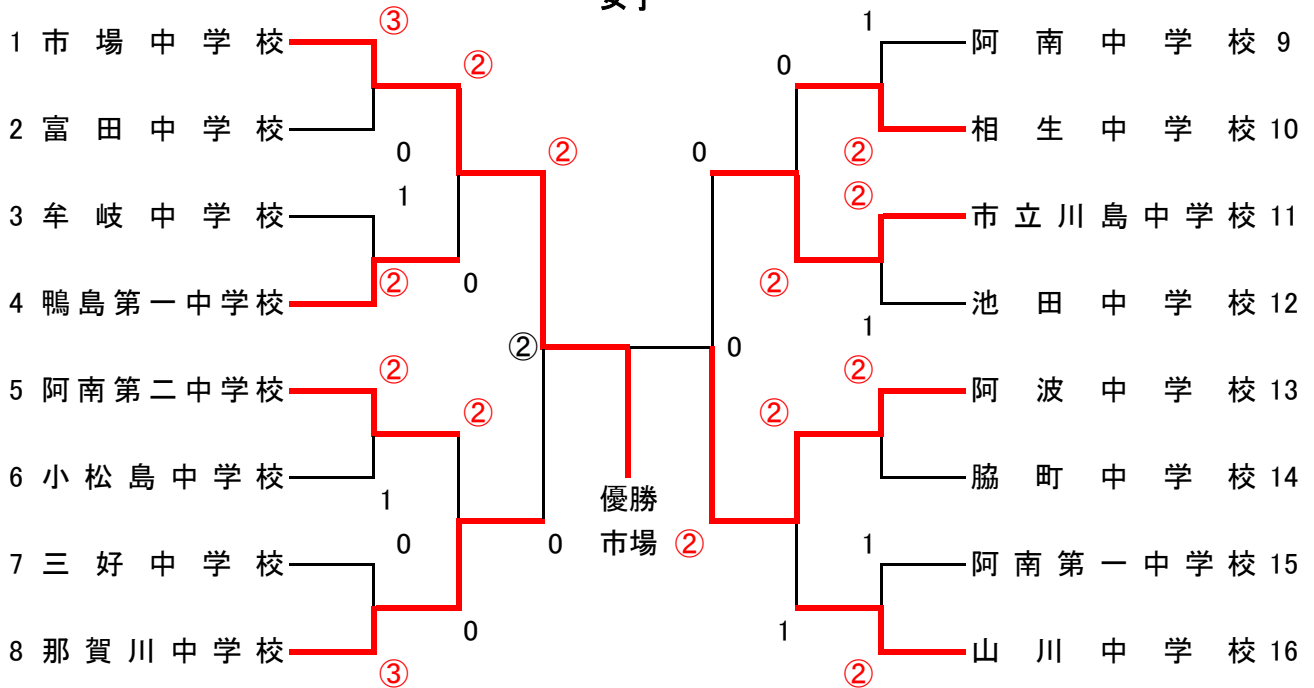 女子
③ 1
1 市場中学校 阿南中学校 9
② 0
2 富田中学校 相生中学校 10
0 ② 0 ②
1 ②
3 牟岐中学校 市立川島中学校 11
② 0 ②
4 鴨島第一中学校 池田中学校 12
1
② 0
② ②
5 阿南第二中学校 阿波中学校 13
② ②
6 小松島中学校 脇町中学校 14
1 優勝
0 0 市場 ② 1
7 三好中学校 阿南第一中学校 15
0 1
8 那賀川中学校 山川中学校 16
③ ②